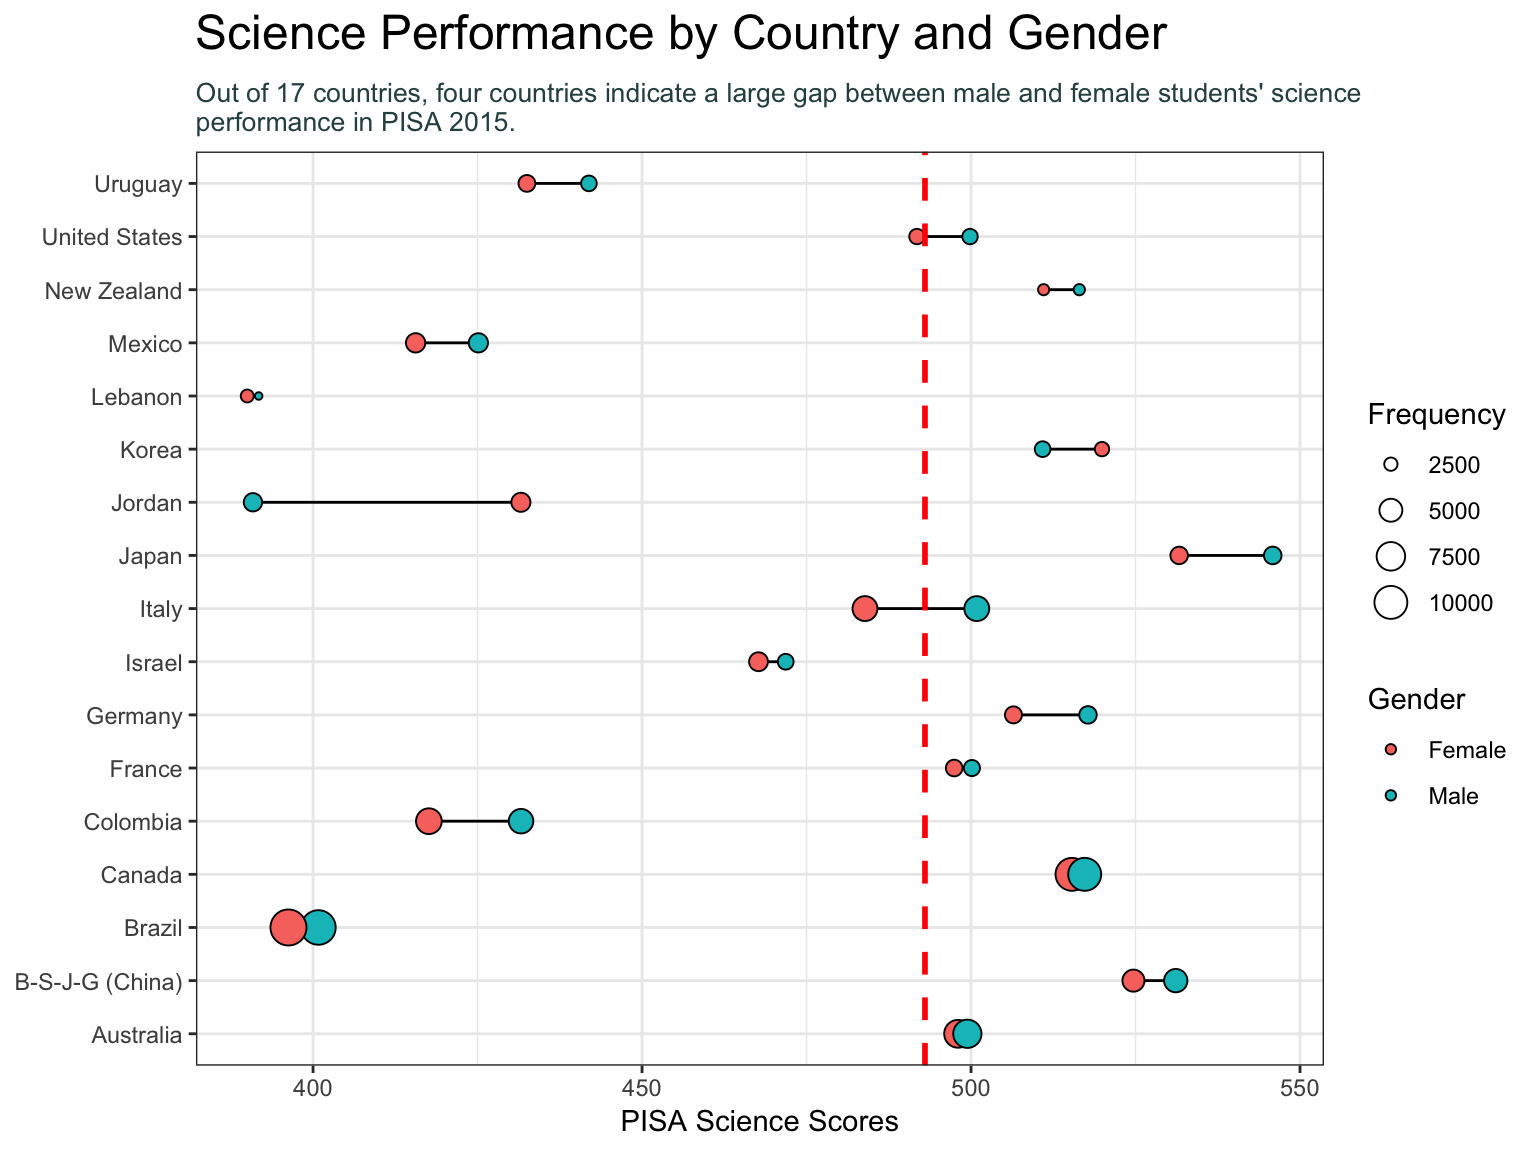 Science Performance by Country and Gender
Out of 17 countries, four countries indicate a large gap between male and female students' science
performance in PISA 2015.
Uruguay
United States
New Zealand
Mexico
Lebanon
Korea
Jordan
Japan
Italy
Israel
Germany
France
Colombia
Canada
Brazil
B-S-J-G (China)
Australia
400
450
500
550
PISA Science Scores
Frequency
2500
5000
7500
10000
Gender
Female
Male